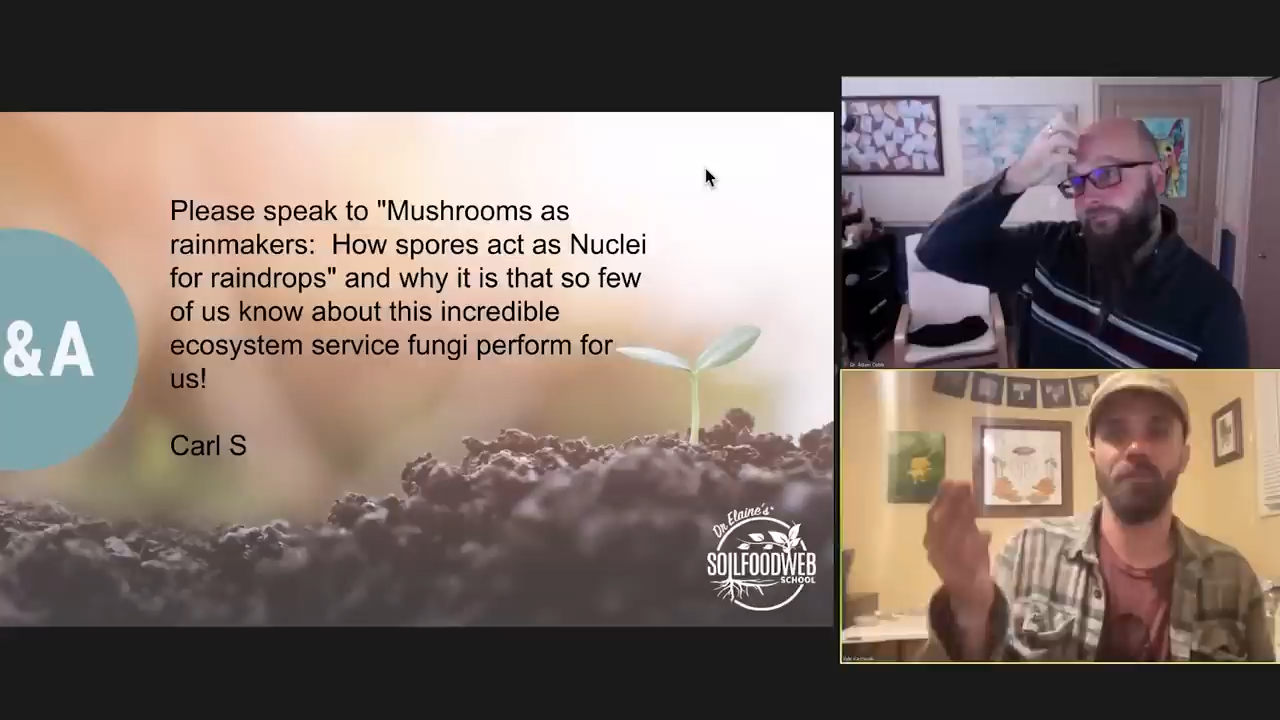 &A
Please speak to "Mushrooms as
rainmakers:  How spores act as Nuclei
for raindrops" and why it is that so few
of us know about this incredible
ecosystem service fungi perform for
us!
Carl S
Dr Elaine's
SOILFOODWEB
SCHOOL